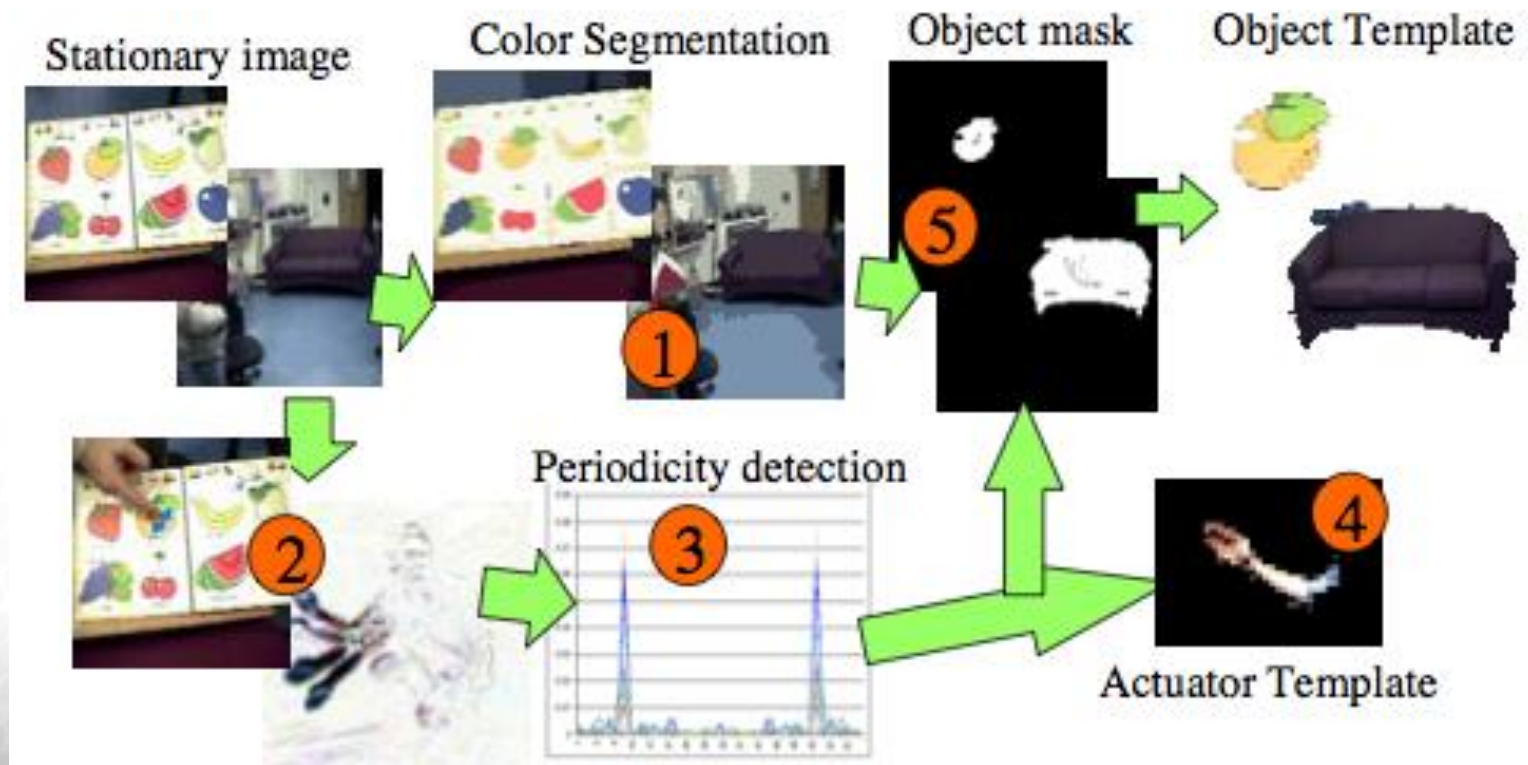 Stationary image
Color Segmentation
Object mask
Object Template
5
1
Periodicity detection
2
3
4
Actuator Template